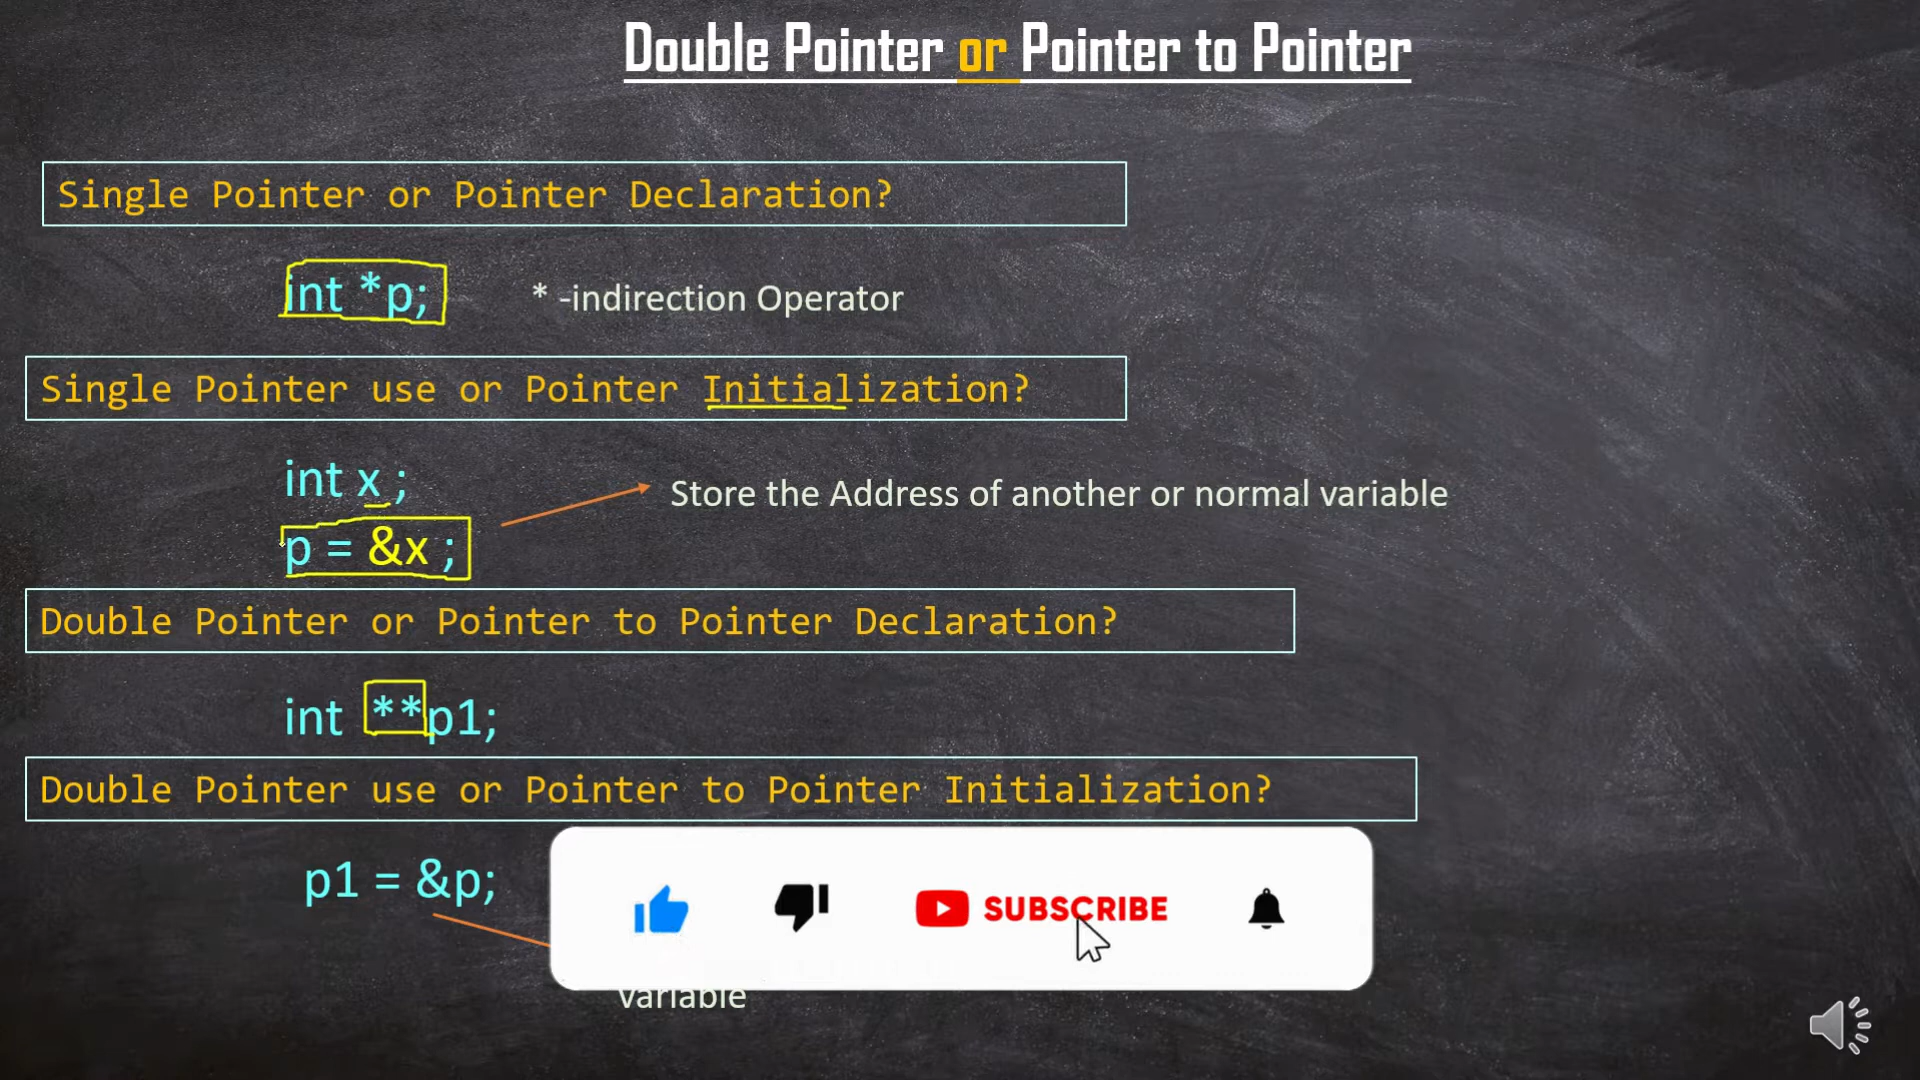 Double Pointer or Pointer to Pointer
Single Pointer or Pointer Declaration?
int *p;
* -indirection Operator
Single Pointer use or Pointer Initialization?
int x ;
Store the Address of another or normal variable
p = &x ;
Double Pointer or Pointer to Pointer Declaration?
int **p1;
Double Pointer use or Pointer to Pointer Initialization?
p1 = &p;
SUBSCRIBE
variable